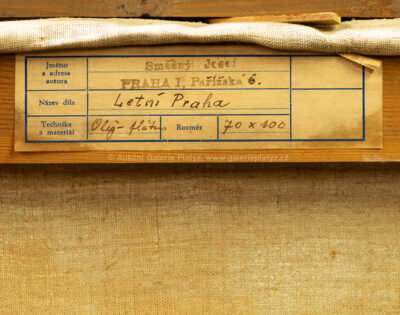 Jméno
a adresa
autora
Smečný Josef
PRAHA I, Pařížská 6.
Název díla
Letní Praha
Technika
a materiál
Olej - plátno
Rozměr
70 x 100
© Aukční Galerie Platýz, www.galerieplatyz.cz